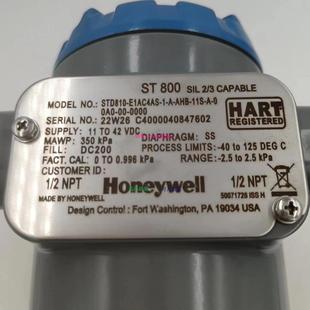 ST 800 SIL 2/3 CAPABLE
MODEL NO.: STD810-E1AC4AS-1-A-AHB-11S-A-0
0A0-00-0000
HART
REGISTERED
SERIAL NO.: 22W26 C4000040847602
SUPPLY: 11 TO 42 VDC
MAWP: 350 kPa DIAPHRAGM: SS
FILL: DC200 PROCESS LIMITS: -40 to 125 DEG C
FACT. CAL: 0 TO 0.996 kPa RANGE: -2.5 to 2.5 kPa
CUSTOMER ID :
1/2 NPT Honeywell 1/2 NPT
MADE BY HONEYWELL 50071726 ISS H
Design Control : Fort Washington, PA 19034 USA